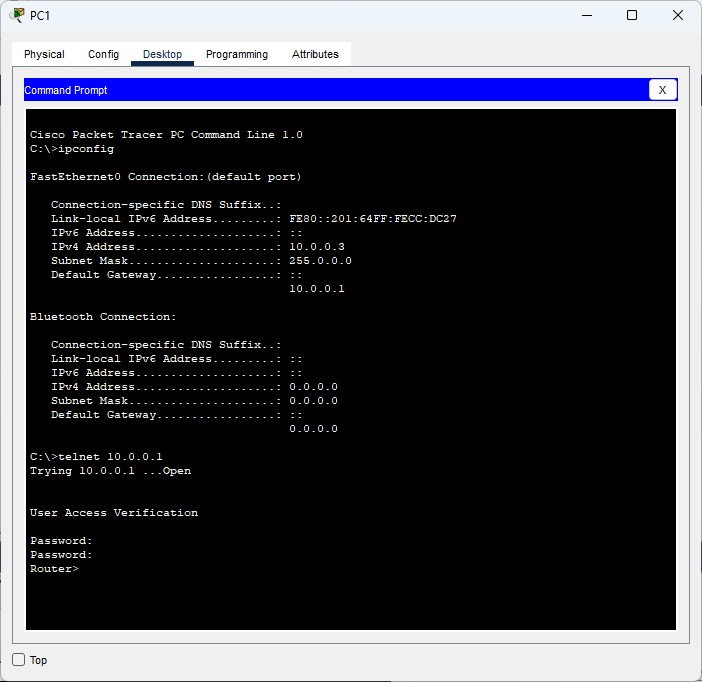 PC1
Physical Config Desktop Programming Attributes
Command Prompt X
Cisco Packet Tracer PC Command Line 1.0
C:\>ipconfig
FastEthernet0 Connection:(default port)
Connection-specific DNS Suffix..:
Link-local IPv6 Address.........: FE80::201:64FF:FECC:DC27
IPv6 Address....................: ::
IPv4 Address....................: 10.0.0.3
Subnet Mask.....................: 255.0.0.0
Default Gateway.................: ::
10.0.0.1
Bluetooth Connection:
Connection-specific DNS Suffix..:
Link-local IPv6 Address.........: ::
IPv6 Address....................: ::
IPv4 Address....................: 0.0.0.0
Subnet Mask.....................: 0.0.0.0
Default Gateway.................: ::
0.0.0.0
C:\>telnet 10.0.0.1
Trying 10.0.0.1 ...Open
User Access Verification
Password:
Password:
Router>
Top